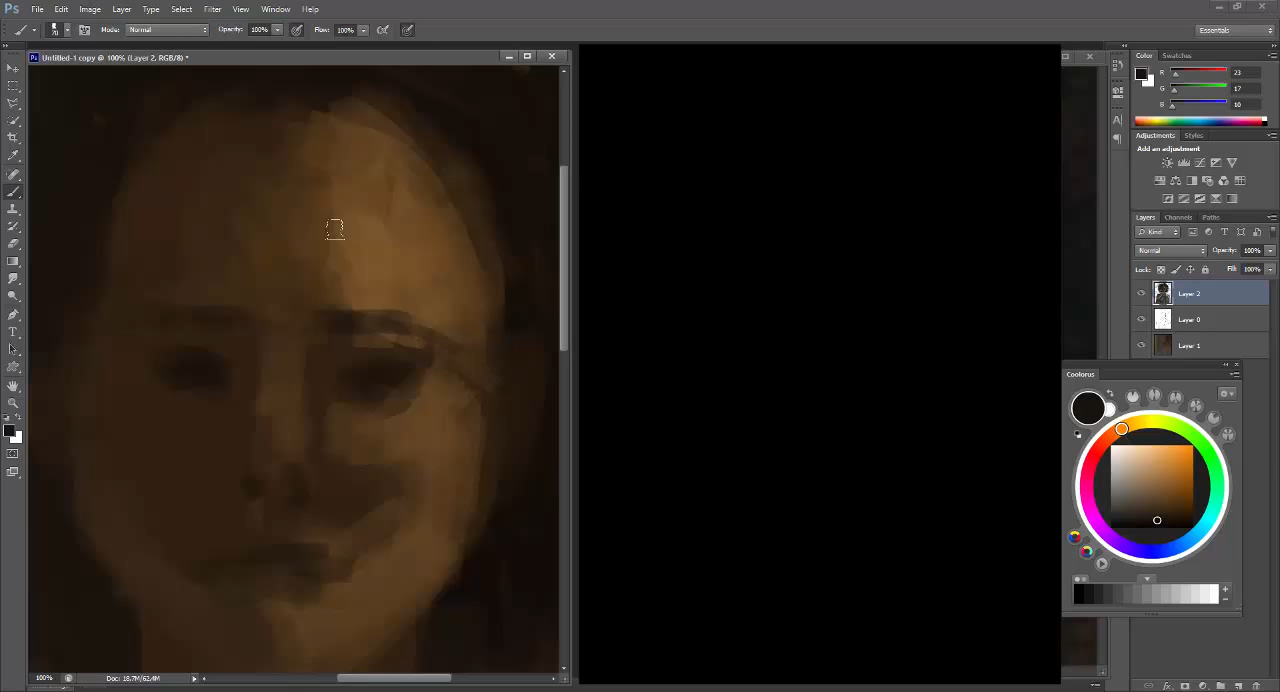 Ps File Edit Image Layer Type Select Filter View Window Help
70 Mode: Normal Opacity: 100% Flow: 100% Essentials
Untitled-1 copy @ 100% (Layer 2, RGB/8) *
Color Swatches
R 23
G 17
B 16
Adjustments Styles
Add an adjustment
Layers Channels Paths
Kind
Normal Opacity: 100%
Lock: Fill: 100%
Layer 2
Layer 0
Layer 1
Coolorus
100% Doc: 18.7M/62.4M